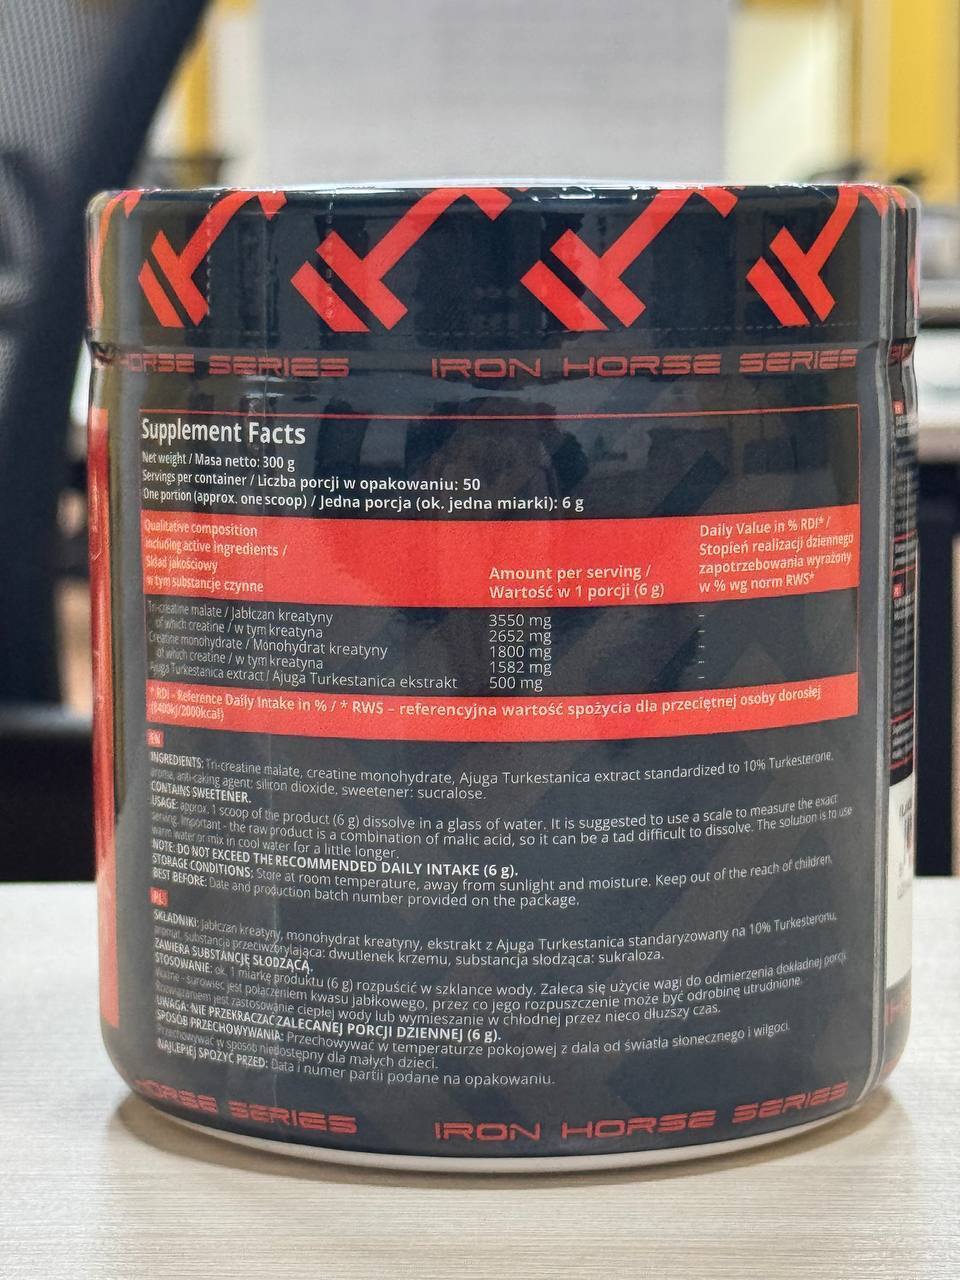 HORSE SERIES IRON HORSE SERIES
Supplement Facts
Net weight / Masa netto: 300 g
Servings per container / Liczba porcji w opakowaniu: 50
One portion (approx. one scoop) / Jedna porcja (ok. jedna miarki): 6 g
Qualitative composition
including active ingredients /
Skład jakościowy
w tym substancje czynne
Amount per serving /
Wartość w 1 porcji (6 g)
Daily Value in % RDI* /
Stopień realizacji dziennego
zapotrzebowania wyrażony
w % wg norm RWS*
Tri-creatine malate / Jabłczan kreatyny 3550 mg –
of which creatine / w tym kreatyna 2652 mg –
Creatine monohydrate / Monohydrat kreatyny 1800 mg –
of which creatine / w tym kreatyna 1582 mg –
Ajuga Turkestanica extract / Ajuga Turkestanica ekstrakt 500 mg –
* RDI - Reference Daily Intake in % / * RWS – referencyjna wartość spożycia dla przeciętnej osoby dorosłej
(8400kJ/2000kcal)
EN
INGREDIENTS: Tri-creatine malate, creatine monohydrate, Ajuga Turkestanica extract standardized to 10% Turkesterone,
aroma, anti-caking agent: silicon dioxide, sweetener: sucralose.
CONTAINS SWEETENER.
USAGE: approx. 1 scoop of the product (6 g) dissolve in a glass of water. It is suggested to use a scale to measure the exact
serving. Important - the raw product is a combination of malic acid, so it can be a tad difficult to dissolve. The solution is to use
warm water or mix in cool water for a little longer.
NOTE: DO NOT EXCEED THE RECOMMENDED DAILY INTAKE (6 g).
STORAGE CONDITIONS: Store at room temperature, away from sunlight and moisture. Keep out of the reach of children.
BEST BEFORE: Date and production batch number provided on the package.
PL
SKŁADNIKI: Jabłczan kreatyny, monohydrat kreatyny, ekstrakt z Ajuga Turkestanica standaryzowany na 10% Turkesteronu,
aromat, substancja przeciwzbrylająca: dwutlenek krzemu, substancja słodząca: sukraloza.
ZAWIERA SUBSTANCJĘ SŁODZĄCĄ.
STOSOWANIE: ok. 1 miarkę produktu (6 g) rozpuścić w szklance wody. Zaleca się użycie wagi do odmierzenia dokładnej porcji.
Ważne - surowiec jest połączeniem kwasu jabłkowego, przez co jego rozpuszczenie może być odrobinę utrudnione.
Rozwiązaniem jest zastosowanie ciepłej wody lub wymieszanie w chłodnej przez nieco dłuższy czas.
UWAGA: NIE PRZEKRACZAĆ ZALECANEJ PORCJI DZIENNEJ (6 g).
SPOSÓB PRZECHOWYWANIA: Przechowywać w temperaturze pokojowej z dala od światła słonecznego i wilgoci.
Przechowywać w sposób niedostępny dla małych dzieci.
NAJLEPIEJ SPOŻYĆ PRZED: Data i numer partii podane na opakowaniu.
HORSE SERIES IRON HORSE SERIES